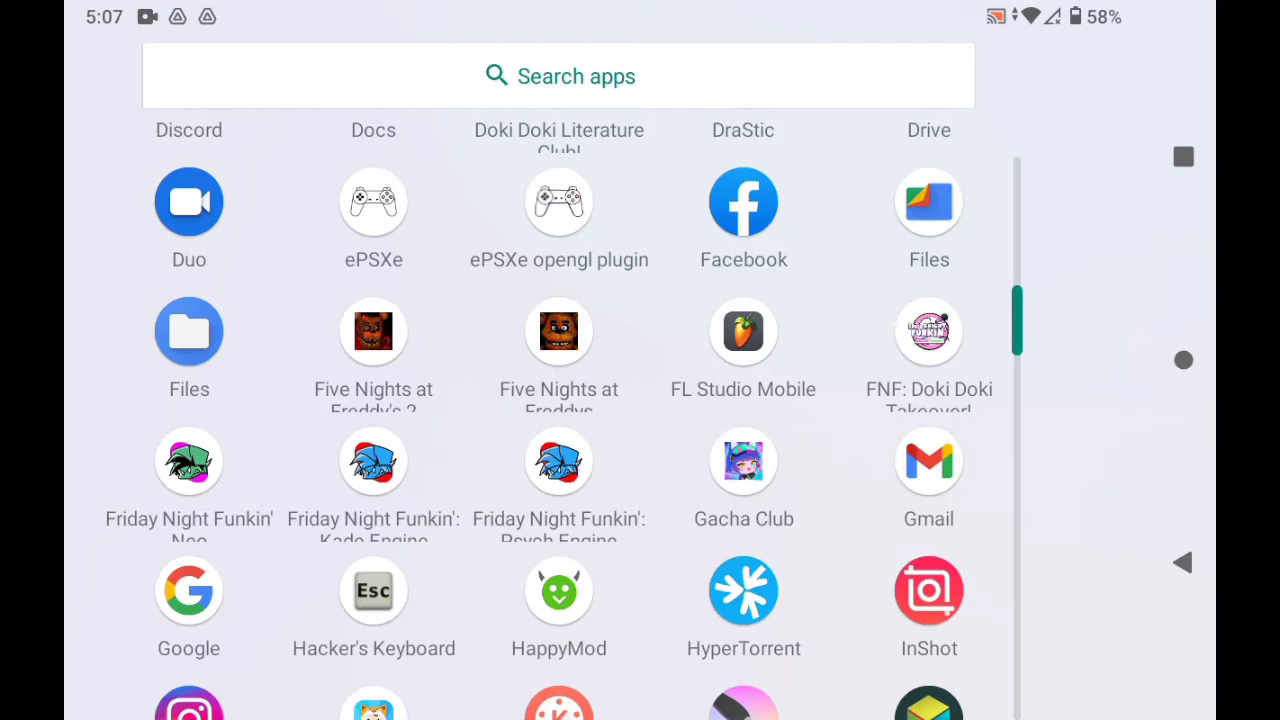 5:07
58%
Search apps
Discord
Docs
Doki Doki Literature
Club!
DraStic
Drive
Duo
ePSXe
ePSXe opengl plugin
Facebook
Files
Files
Five Nights at
Freddy's 2
Five Nights at
Freddys
FL Studio Mobile
FNF: Doki Doki
Takeover!
Friday Night Funkin'
Neo
Friday Night Funkin':
Kade Engine
Friday Night Funkin':
Psych Engine
Gacha Club
Gmail
Esc
Google
Hacker's Keyboard
HappyMod
HyperTorrent
InShot